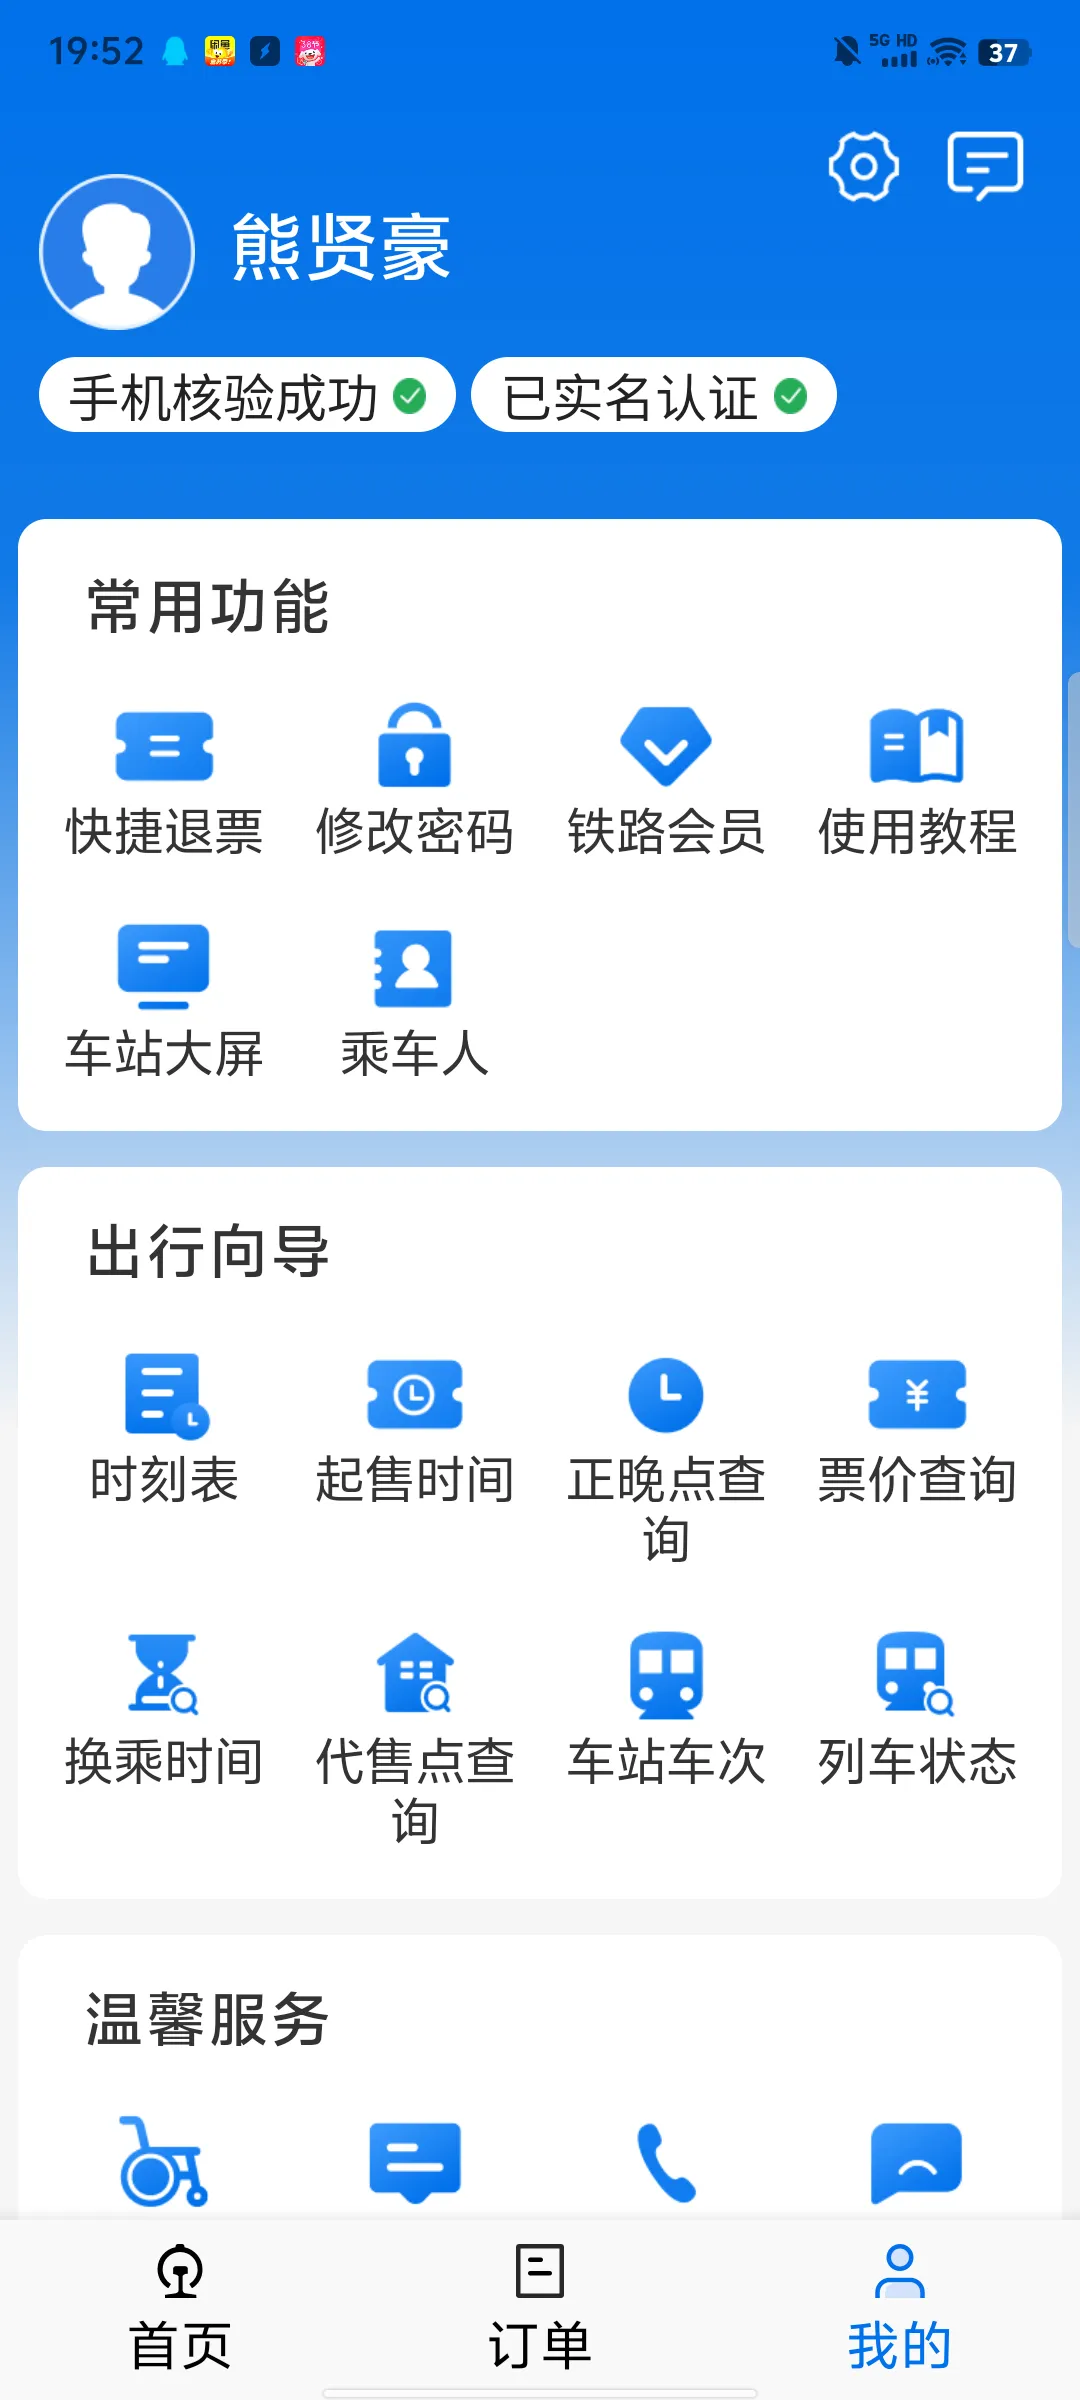 19:52
5G HD
37
熊贤豪
手机核验成功 已实名认证
常用功能
快捷退票 修改密码 铁路会员 使用教程
车站大屏 乘车人
出行向导
时刻表 起售时间 正晚点查询 票价查询
换乘时间 代售点查询 车站车次 列车状态
温馨服务
首页 订单 我的